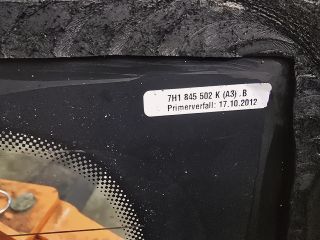 7H1 845 502 K (A3) .B
Primerverfall: 17.10.2012